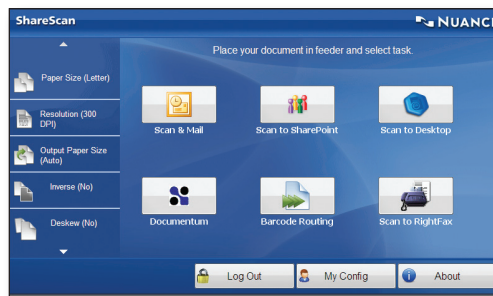 ShareScan
NUANCE
Place your document in feeder and select task.
Paper Size (Letter)
Resolution (300
DPI)
Output Paper Size
(Auto)
Inverse (No)
Deskew (No)
Scan & Mail
Scan to SharePoint
Scan to Desktop
Documentum
Barcode Routing
Scan to RightFax
Log Out
My Config
About